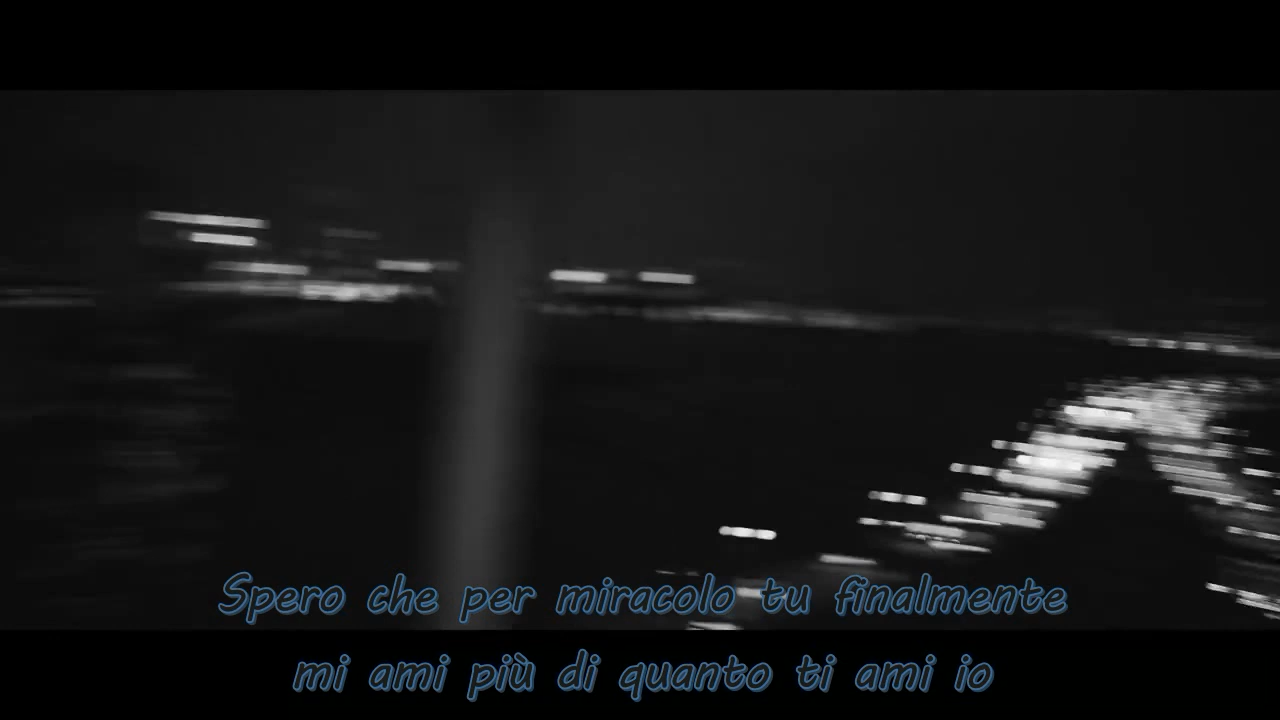 Spero che per miracolo tu finalmente
mi ami più di quanto ti ami io